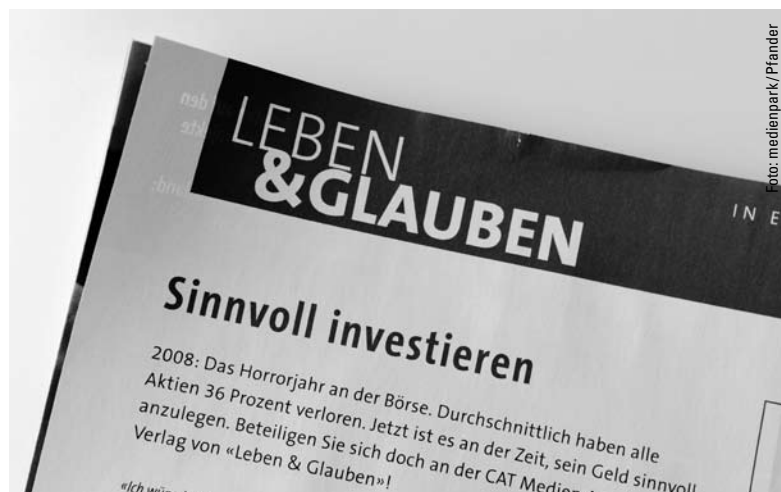 Foto: medienpark/Pfander
LEBEN
&GLAUBEN
IN E
Sinnvoll investieren
2008: Das Horrorjahr an der Börse. Durchschnittlich haben alle
Aktien 36 Prozent verloren. Jetzt ist es an der Zeit, sein Geld sinnvoll
anzulegen. Beteiligen Sie sich doch an der CAT Medien
Verlag von «Leben & Glauben»!
«Ich